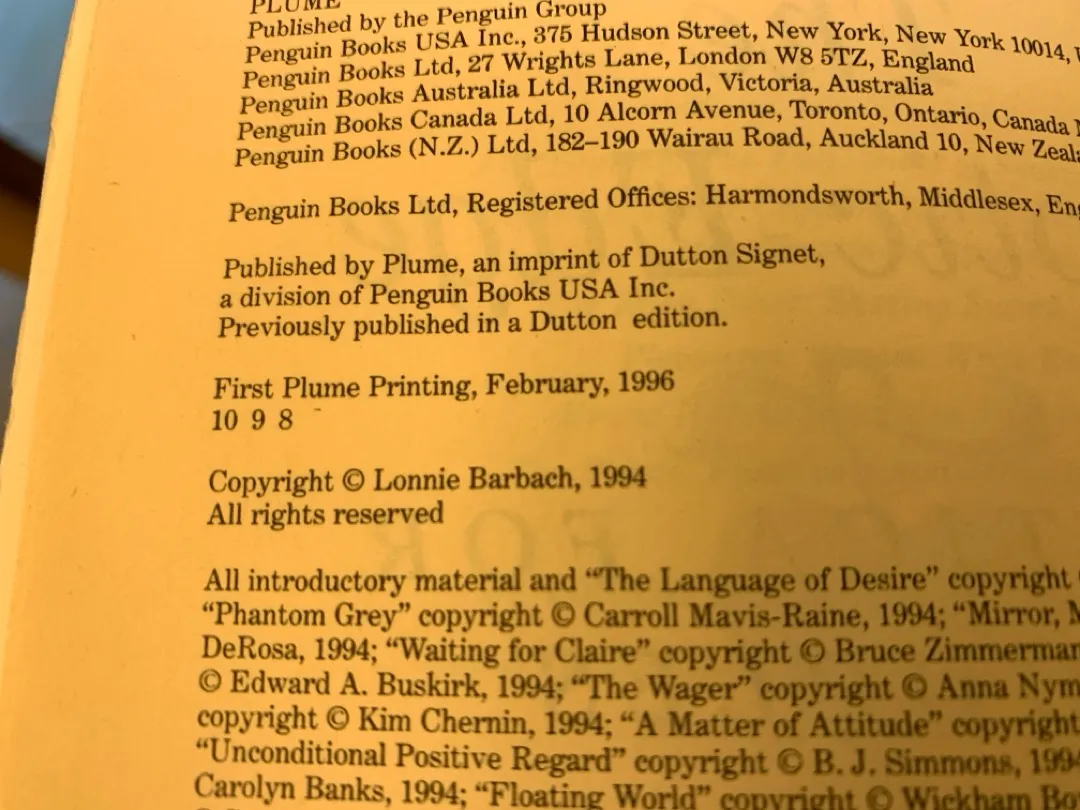 PLUME
Published by the Penguin Group
Penguin Books USA Inc., 375 Hudson Street, New York, New York 10014,
Penguin Books Ltd, 27 Wrights Lane, London W8 5TZ, England
Penguin Books Australia Ltd, Ringwood, Victoria, Australia
Penguin Books Canada Ltd, 10 Alcorn Avenue, Toronto, Ontario, Canada
Penguin Books (N.Z.) Ltd, 182–190 Wairau Road, Auckland 10, New
Penguin Books Ltd, Registered Offices: Harmondsworth, Middlesex,
Published by Plume, an imprint of Dutton Signet,
a division of Penguin Books USA Inc.
Previously published in a Dutton edition.
First Plume Printing, February, 1996
10 9 8
Copyright © Lonnie Barbach, 1994
All rights reserved
All introductory material and “The Language of Desire” copyright
“Phantom Grey” copyright © Carroll Mavis-Raine, 1994; “Mirror,
DeRosa, 1994; “Waiting for Claire” copyright © Bruce Zimmerman
© Edward A. Buskirk, 1994; “The Wager” copyright © Anna
copyright © Kim Chernin, 1994; “A Matter of Attitude” copyright
“Unconditional Positive Regard” copyright © B. J. Simmons, 1994
Carolyn Banks, 1994; “Floating World” copyright © Wickham